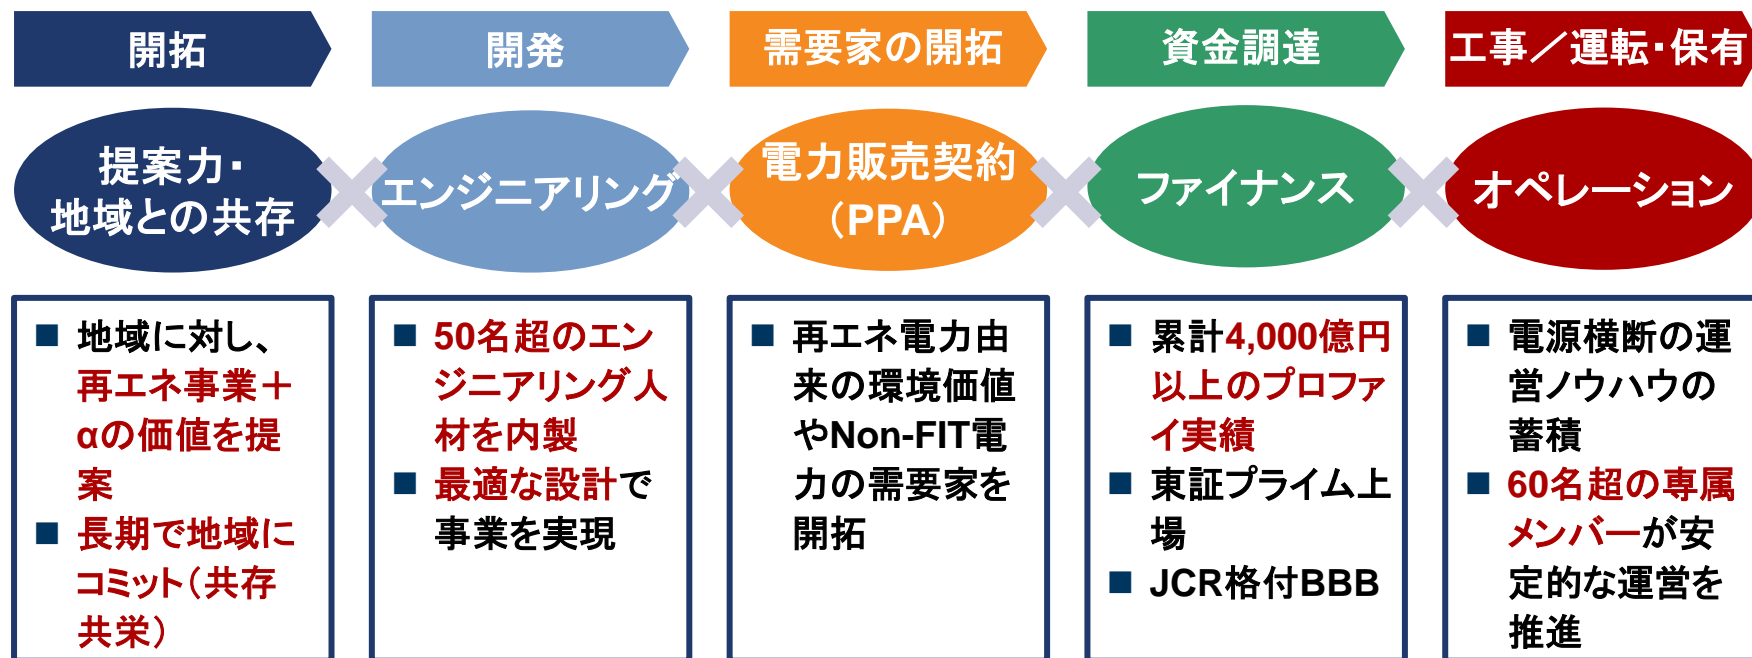 開拓
開発
需要家の開拓
資金調達
工事／運転・保有
提案力・
地域との共存
エンジニアリング
電力販売契約
（PPA）
ファイナンス
オペレーション
■ 地域に対し、
再エネ事業＋
αの価値を提
案
■ 長期で地域に
コミット（共存
共栄）
■ 50名超のエン
ジニアリング人
材を内製
■ 最適な設計で
事業を実現
■ 再エネ電力由
来の環境価値
やNon-FIT電
力の需要家を
開拓
■ 累計4,000億円
以上のプロファ
イ実績
■ 東証プライム上
場
■ JCR格付BBB
■ 電源横断の運
営ノウハウの
蓄積
■ 60名超の専属
メンバーが安
定的な運営を
推進